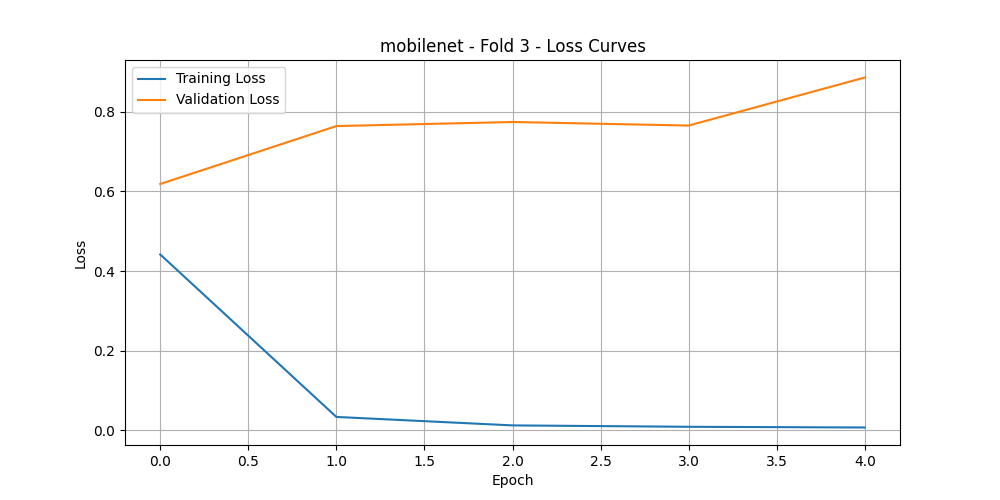 mobilenet - Fold 3 - Loss Curves
Training Loss
Validation Loss
0.8
0.6
0.4
0.2
0.0
Loss
0.0 0.5 1.0 1.5 2.0 2.5 3.0 3.5 4.0
Epoch